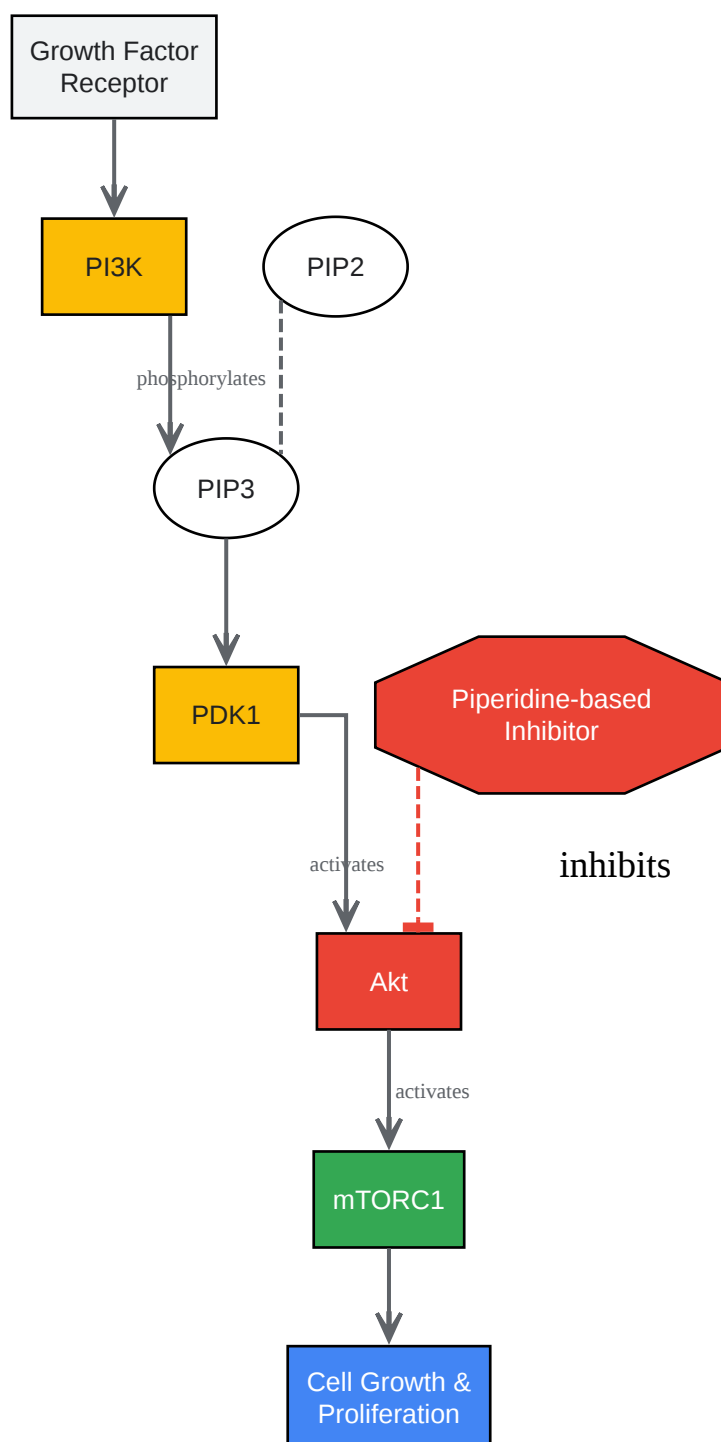 Growth Factor
Receptor
PI3K
PIP2
phosphorylates
PIP3
PDK1
Piperidine-based
Inhibitor
activates
inhibits
Akt
activates
mTORC1
Cell Growth &
Proliferation